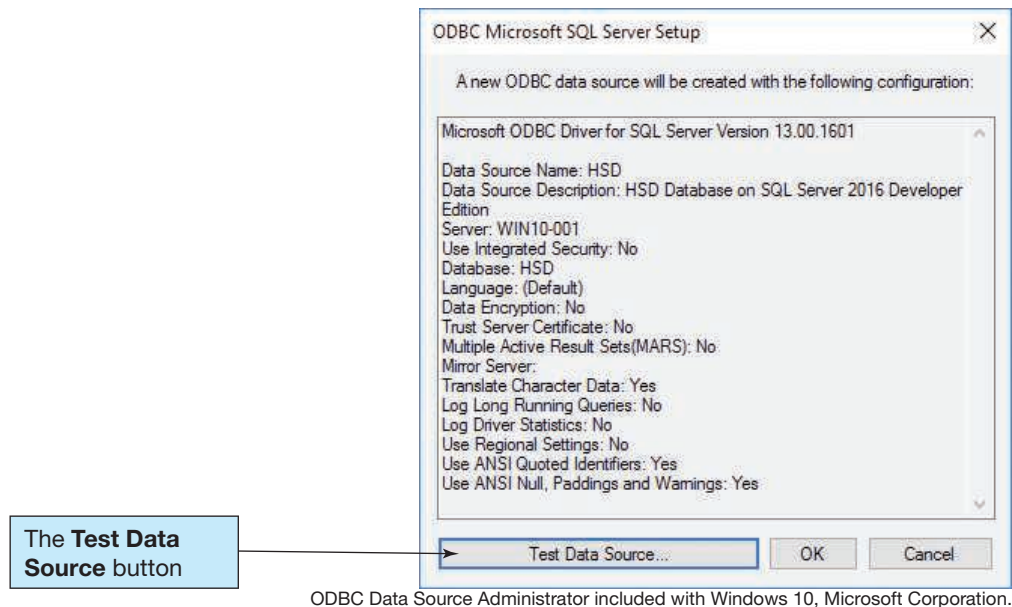 ODBC Microsoft SQL Server Setup
A new ODBC data source will be created with the following configuration:
Microsoft ODBC Driver for SQL Server Version 13.00.1601
Data Source Name: HSD
Data Source Description: HSD Database on SQL Server 2016 Developer
Edition
Server: WIN10-001
Use Integrated Security: No
Database: HSD
Language: (Default)
Data Encryption: No
Trust Server Certificate: No
Multiple Active Result Sets(MARS): No
Mirror Server:
Translate Character Data: Yes
Log Long Running Queries: No
Log Driver Statistics: No
Use Regional Settings: No
Use ANSI Quoted Identifiers: Yes
Use ANSI Null, Paddings and Warnings: Yes
The Test Data
Source button
Test Data Source...
OK
Cancel
ODBC Data Source Administrator included with Windows 10, Microsoft Corporation.